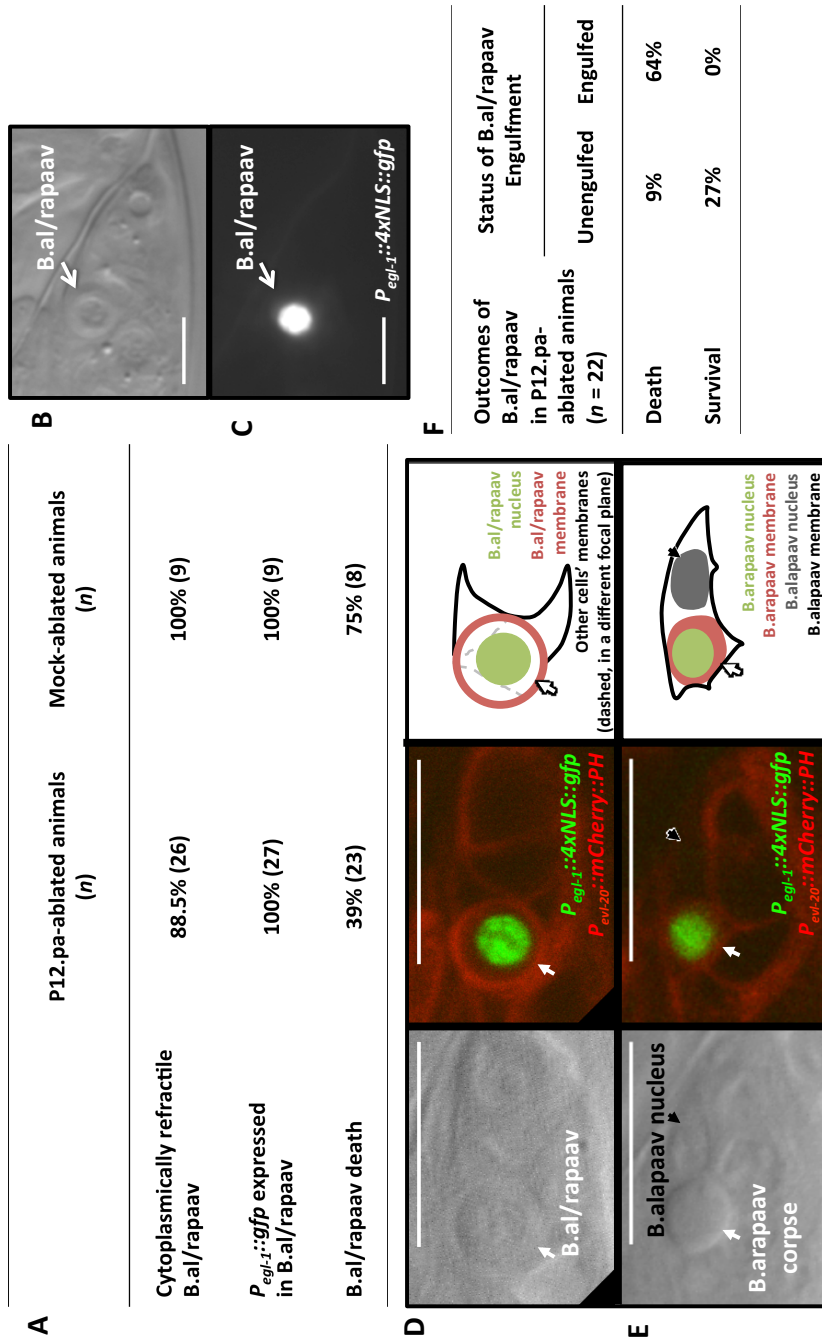 A
P12.pa-ablated animals
(n)
Mock-ablated animals
(n)
Cytoplasmically refractile
B.al/rapaav
88.5% (26)
100% (9)
Pegl-1::gfp expressed
in B.al/rapaav
100% (27)
100% (9)
B.al/rapaav death
39% (23)
75% (8)
B
B.al/rapaav
C
B.al/rapaav
Pegl-1::4xNLS::gfp
D
B.al/rapaav
Pegl-1::4xNLS::gfp
Pevl-20::mCherry::PH
B.al/rapaav
nucleus
B.al/rapaav
membrane
Other cells’ membranes
(dashed, in a different focal plane)
E
B.alapaav nucleus
B.arapaav
corpse
Pegl-1::4xNLS::gfp
Pevl-20::mCherry::PH
B.arapaav nucleus
B.arapaav membrane
B.alapaav nucleus
B.alapaav membrane
F
Outcomes of
B.al/rapaav
in P12.pa-
ablated animals
(n = 22)
Status of B.al/rapaav
Engulfment
Unengulfed Engulfed
Death
9%
64%
Survival
27%
0%